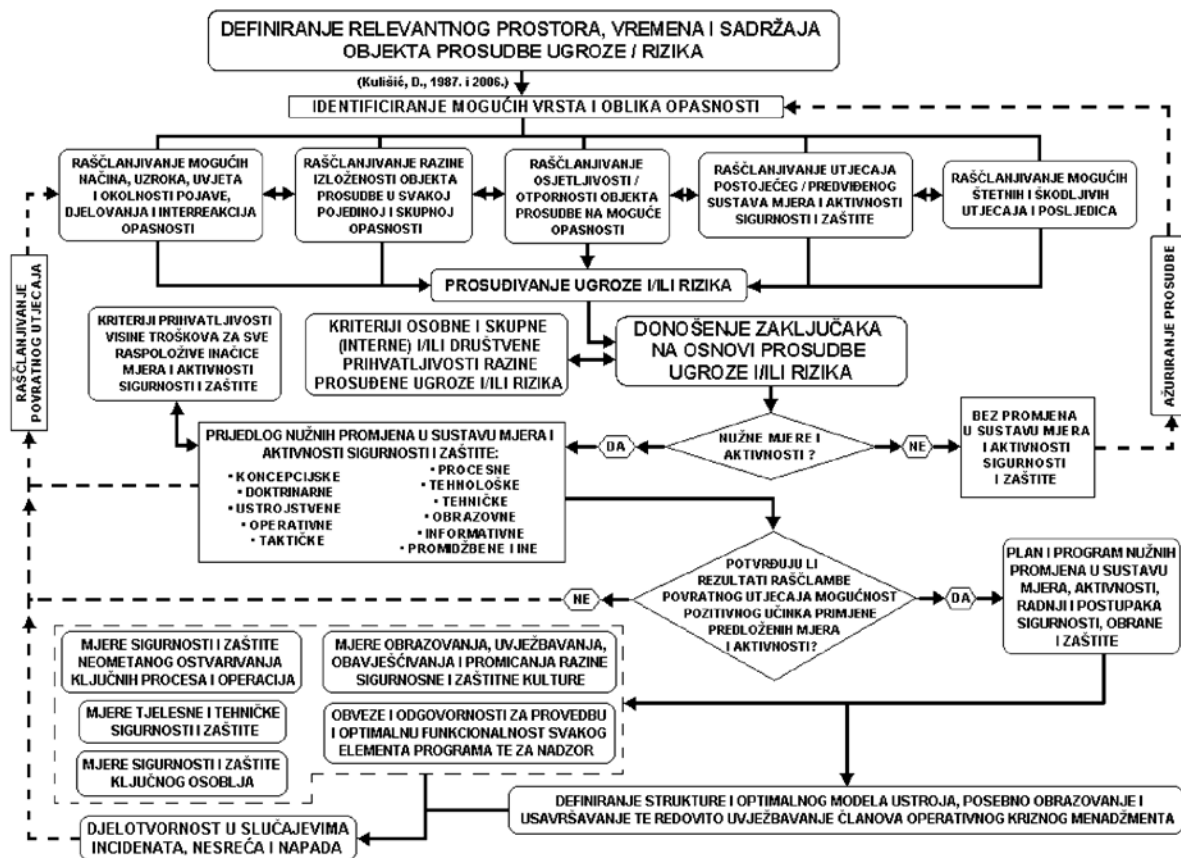 DEFINIRANJE RELEVANTNOG PROSTORA, VREMENA I SADRŽAJA
OBJEKTA PROSUDBE UGROZE / RIZIKA
(Kulišić, D., 1987. i 2006.)
IDENTIFICIRANJE MOGUĆIH VRSTA I OBLIKA OPASNOSTI
RAŠČLANJIVANJE MOGUĆIH
NAČINA, UZROKA, UVJETA
I OKOLNOSTI POJAVE,
DJELOVANJA I INTERREAKCIJA
OPASNOSTI
RAŠČLANJIVANJE RAZINE
IZLOŽENOSTI OBJEKTA
PROSUDBE U SVAKOJ
POJEDINOJ I SKUPNOJ
OPASNOSTI
RAŠČLANJIVANJE
OSJETLJIVOSTI /
OTPORNOSTI OBJEKTA
PROSUDBE NA MOGUĆE
OPASNOSTI
RAŠČLANJIVANJE UTJECAJA
POSTOJEĆEG / PREDVIĐENOG
SUSTAVA MJERA I AKTIVNOSTI
SIGURNOSTI I ZAŠTITE
RAŠČLANJIVANJE MOGUĆIH
ŠTETNIH I ŠKODLJIVIH
UTJECAJA I POSLJEDICA
RAŠČLANJIVANJE
POVRATNOG UTJECAJA
AŽURIRANJE PROSUDBE
PROSUĐIVANJE UGROZE I/ILI RIZIKA
KRITERIJI PRIHVATLJIVOSTI
VISINE TROŠKOVA ZA SVE
RASPOLOŽIVE INAČICE
MJERA I AKTIVNOSTI
SIGURNOSTI I ZAŠTITE
KRITERIJI OSOBNE I SKUPNE
(INTERNE) I/ILI DRUŠTVENE
PRIHVATLJIVOSTI RAZINE
PROSUĐENE UGROZE I/ILI RIZIKA
DONOŠENJE ZAKLJUČAKA
NA OSNOVI PROSUDBE
UGROZE I/ILI RIZIKA
NUŽNE MJERE I
AKTIVNOSTI ?
DA
NE
BEZ PROMJENA
U SUSTAVU MJERA
I AKTIVNOSTI
SIGURNOSTI
I ZAŠTITE
PRIJEDLOG NUŽNIH PROMJENA U SUSTAVU MJERA I
AKTIVNOSTI SIGURNOSTI I ZAŠTITE:
• KONCEPCIJSKE
• DOKTRINARNE
• USTROJSTVENE
• OPERATIVNE
• TAKTIČKE
• PROCESNE
• TEHNOLOŠKE
• TEHNIČKE
• OBRAZOVNE
• INFORMATIVNE
• PROMIDŽBENE I INE
POTVRĐUJU LI
REZULTATI RAŠČLAMBE
POVRATNOG UTJECAJA MOGUĆNOST
POZITIVNOG UČINKA PRIMJENE
PREDLOŽENIH MJERA
I AKTIVNOSTI?
NE
DA
PLAN I PROGRAM NUŽNIH
PROMJENA U SUSTAVU
MJERA, AKTIVNOSTI,
RADNJI I POSTUPAKA
SIGURNOSTI, OBRANE
I ZAŠTITE
MJERE SIGURNOSTI I ZAŠTITE
NEOMETANOG OSTVARIVANJA
KLJUČNIH PROCESA I OPERACIJA
MJERE OBRAZOVANJA, UVJEŽBAVANJA,
OBAVJEŠĆIVANJA I PROMICANJA RAZINE
SIGURNOSNE I ZAŠTITNE KULTURE
MJERE TJELESNE I TEHNIČKE
SIGURNOSTI I ZAŠTITE
OBVEZE I ODGOVORNOSTI ZA PROVEDBU
I OPTIMALNU FUNKCIONALNOST SVAKOG
ELEMENTA PROGRAMA TE ZA NADZOR
MJERE SIGURNOSTI I ZAŠTITE
KLJUČNOG OSOBLJA
DEFINIRANJE STRUKTURE I OPTIMALNOG MODELA USTROJA, POSEBNO OBRAZOVANJE I
USAVRŠAVANJE TE REDOVITO UVJEŽBAVANJE ČLANOVA OPERATIVNOG KRIZNOG MENADŽMENTA
DJELOTVORNOST U SLUČAJEVIMA
INCIDENATA, NESREĆA I NAPADA